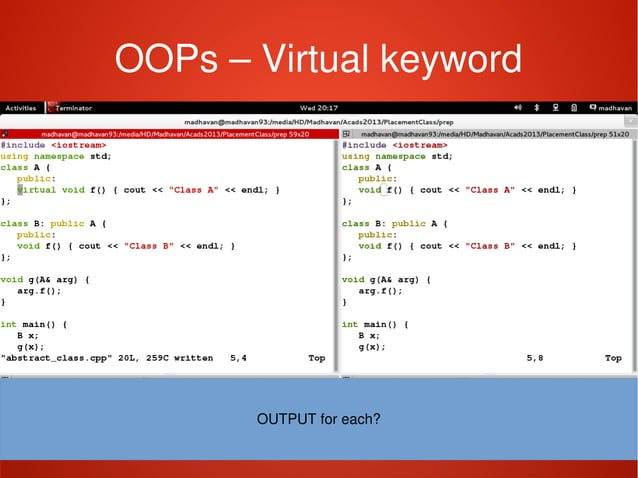 OOPs – Virtual keyword
Activities Terminator Wed 20:17 madhavan
madhavan@madhavan93:/media/HD/Madhavan/Acads2013/PlacementClass/prep
madhavan@madhavan93:/media/HD/Madhavan/Acads2013/PlacementClass/prep 59x20
#include <iostream>
using namespace std;
class A {
public:
virtual void f() { cout << "Class A" << endl; }
};
class B: public A {
public:
void f() { cout << "Class B" << endl; }
};
void g(A& arg) {
arg.f();
}
int main() {
B x;
g(x);
"abstract_class.cpp" 20L, 259C written 5,4 Top
madhavan@madhavan93:/media/HD/Madhavan/Acads2013/PlacementClass/prep 51x20
#include <iostream>
using namespace std;
class A {
public:
void f() { cout << "Class A" << endl; }
};
class B: public A {
public:
void f() { cout << "Class B" << endl; }
};
void g(A& arg) {
arg.f();
}
int main() {
B x;
g(x);
5,8 Top
OUTPUT for each?